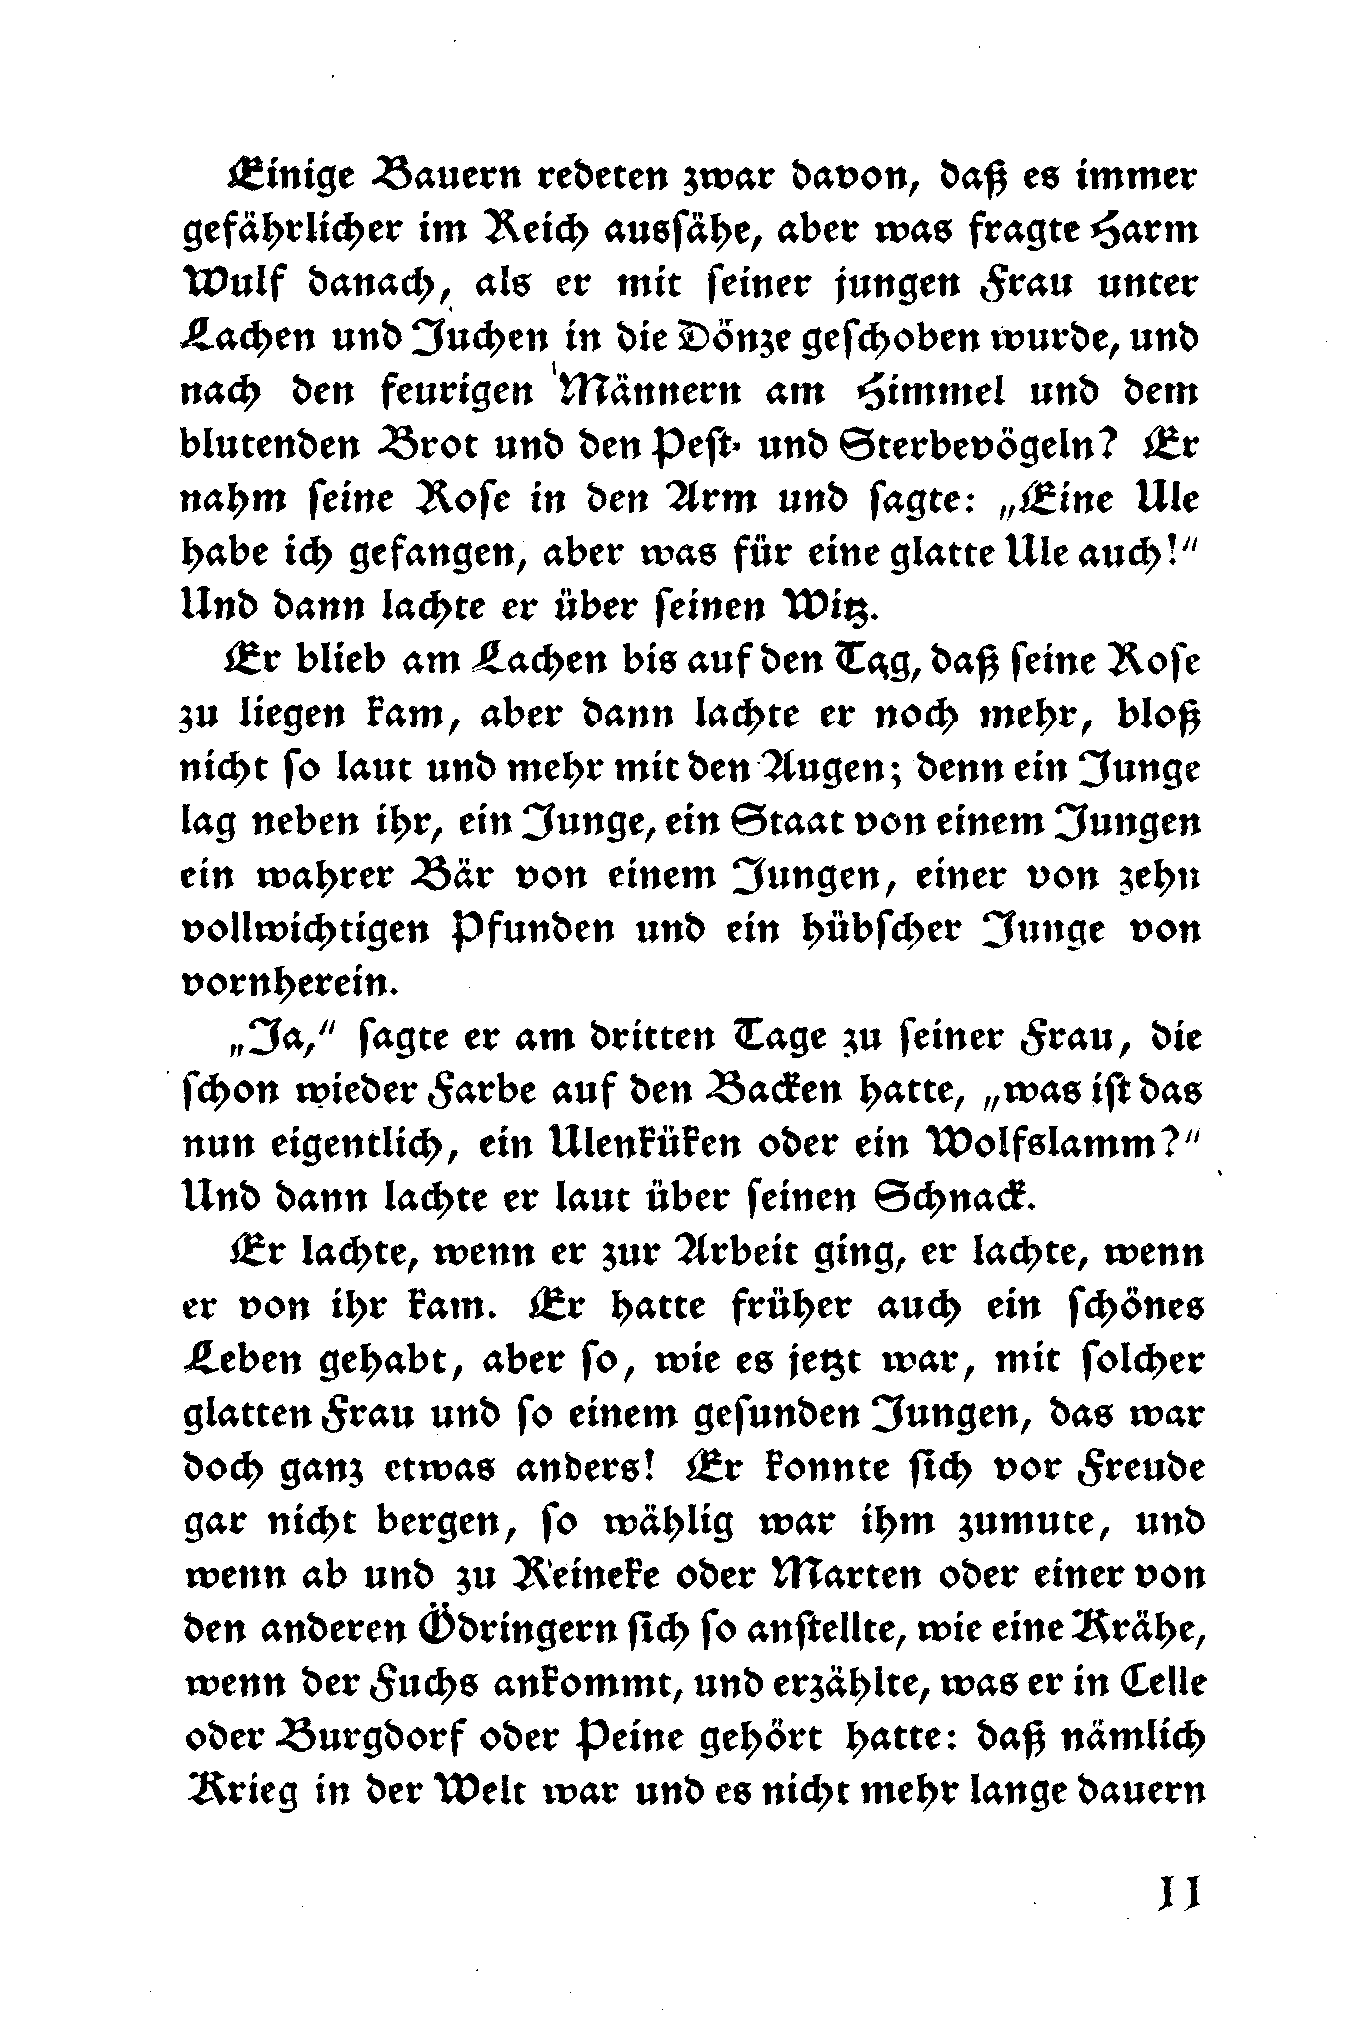 Einige Bauern redeten zwar davon, daß es immer
gefährlicher im Reich ausſähe, aber was fragte Harm
Wulf danach, als er mit ſeiner jungen Frau unter
Lachen und Juchen in die Dönze geſchoben wurde, und
nach den feurigen Männern am Himmel und dem
blutenden Brot und den Peſt- und Sterbevögeln? Er
nahm ſeine Roſe in den Arm und ſagte: „Eine Ule
habe ich gefangen, aber was für eine glatte Ule auch!“
Und dann lachte er über ſeinen Witz.
Er blieb am Lachen bis auf den Tag, daß ſeine Roſe
zu liegen kam, aber dann lachte er noch mehr, bloß
nicht ſo laut und mehr mit den Augen; denn ein Junge
lag neben ihr, ein Junge, ein Staat von einem Jungen
ein wahrer Bär von einem Jungen, einer von zehn
vollwichtigen Pfunden und ein hübſcher Junge von
vornherein.
„Ja,“ ſagte er am dritten Tage zu ſeiner Frau, die
ſchon wieder Farbe auf den Backen hatte, „was iſt das
nun eigentlich, ein Ulenküken oder ein Wolfslamm?“
Und dann lachte er laut über ſeinen Schnack.
Er lachte, wenn er zur Arbeit ging, er lachte, wenn
er von ihr kam. Er hatte früher auch ein ſchönes
Leben gehabt, aber ſo, wie es jetzt war, mit ſolcher
glatten Frau und ſo einem geſunden Jungen, das war
doch ganz etwas anders! Er konnte ſich vor Freude
gar nicht bergen, ſo wählig war ihm zumute, und
wenn ab und zu Reineke oder Marten oder einer von
den anderen Ödringern ſich ſo anſtellte, wie eine Krähe,
wenn der Fuchs ankommt, und erzählte, was er in Celle
oder Burgdorf oder Peine gehört hatte: daß nämlich
Krieg in der Welt war und es nicht mehr lange dauern
11